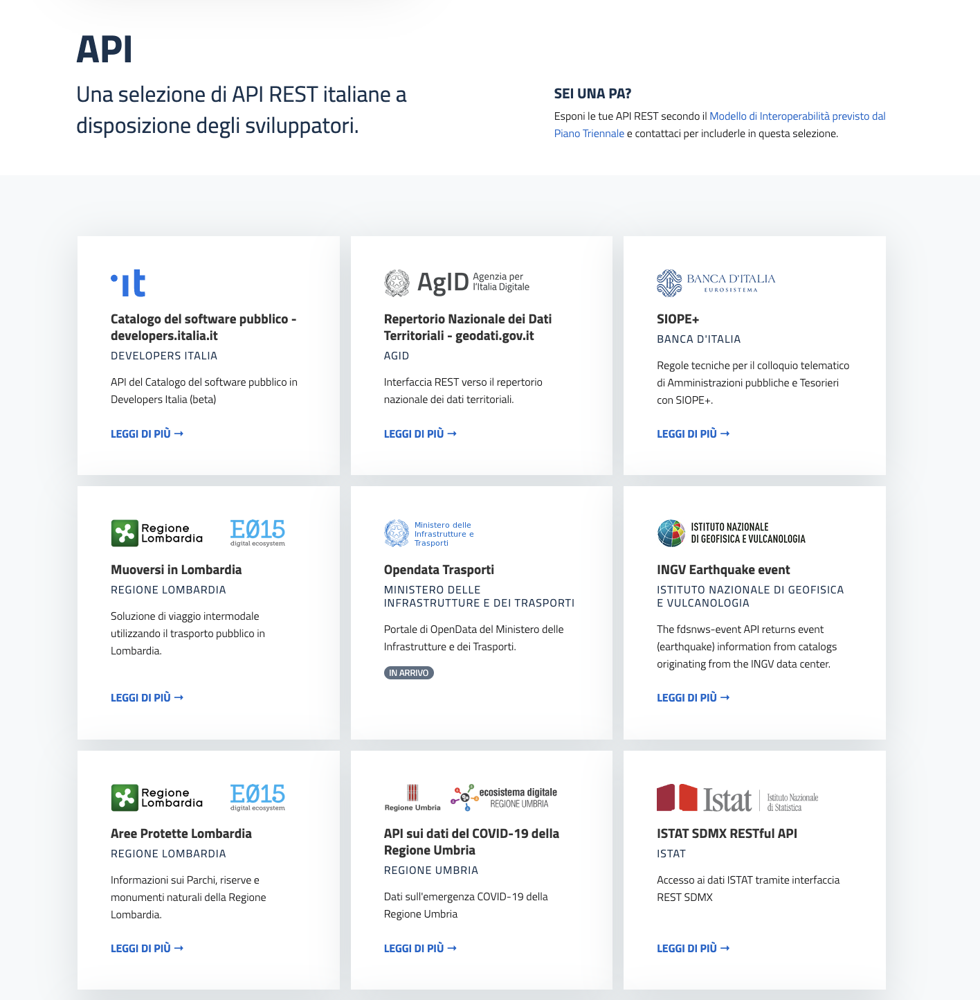 API
Una selezione di API REST italiane a
disposizione degli sviluppatori.
SEI UNA PA?
Esponi le tue API REST secondo il Modello di Interoperabilità previsto dal
Piano Triennale e contattaci per includerle in questa selezione.
it
Catalogo del software pubblico -
developers.italia.it
DEVELOPERS ITALIA
API del Catalogo del software pubblico in
Developers Italia (beta)
LEGGI DI PIÙ →
AgID Agenzia per
l'Italia Digitale
Repertorio Nazionale dei Dati
Territoriali - geodati.gov.it
AGID
Interfaccia REST verso il repertorio
nazionale dei dati territoriali.
LEGGI DI PIÙ →
BANCA D'ITALIA
EUROSISTEMA
SIOPE+
BANCA D'ITALIA
Regole tecniche per il colloquio telematico
di Amministrazioni pubbliche e Tesorieri
con SIOPE+.
LEGGI DI PIÙ →
Regione
Lombardia
EØ15
digital ecosystem
Muoversi in Lombardia
REGIONE LOMBARDIA
Soluzione di viaggio intermodale
utilizzando il trasporto pubblico in
Lombardia.
LEGGI DI PIÙ →
Ministero delle
Infrastrutture e
Trasporti
Opendata Trasporti
MINISTERO DELLE
INFRASTRUTTURE E DEI TRASPORTI
Portale di OpenData del Ministero delle
Infrastrutture e dei Trasporti.
IN ARRIVO
ISTITUTO NAZIONALE
DI GEOFISICA E VULCANOLOGIA
INGV Earthquake event
ISTITUTO NAZIONALE DI GEOFISICA
E VULCANOLOGIA
The fdsnws-event API returns event
(earthquake) information from catalogs
originating from the INGV data center.
LEGGI DI PIÙ →
Regione
Lombardia
EØ15
digital ecosystem
Aree Protette Lombardia
REGIONE LOMBARDIA
Informazioni sui Parchi, riserve e
monumenti naturali della Regione
Lombardia.
LEGGI DI PIÙ →
Regione Umbria
ecosistema digitale
REGIONE UMBRIA
API sui dati del COVID-19 della
Regione Umbria
REGIONE UMBRIA
Dati sull'emergenza COVID-19 della
Regione Umbria
LEGGI DI PIÙ →
Istat
Istituto Nazionale
di Statistica
ISTAT SDMX RESTful API
ISTAT
Accesso ai dati ISTAT tramite interfaccia
REST SDMX
LEGGI DI PIÙ →